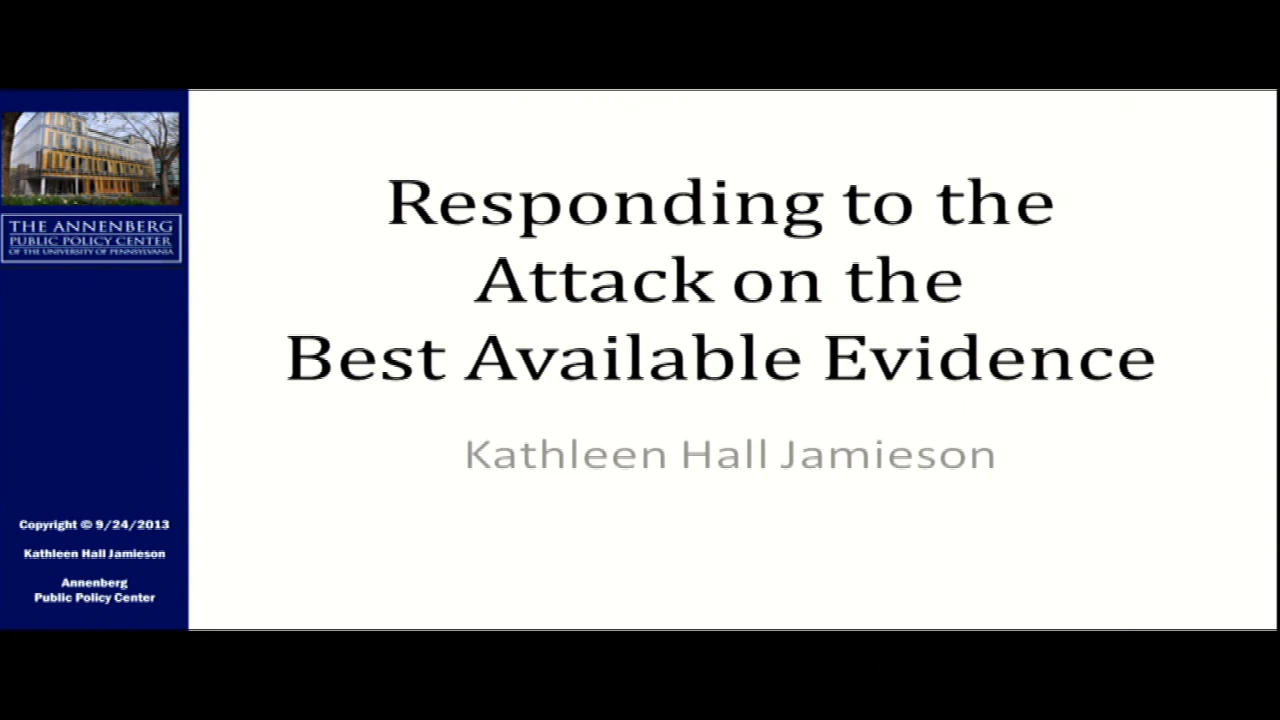 THE ANNENBERG
PUBLIC POLICY CENTER
OF THE UNIVERSITY OF PENNSYLVANIA
Responding to the
Attack on the
Best Available Evidence
Kathleen Hall Jamieson
Copyright © 9/24/2013
Kathleen Hall Jamieson
Annenberg
Public Policy Center